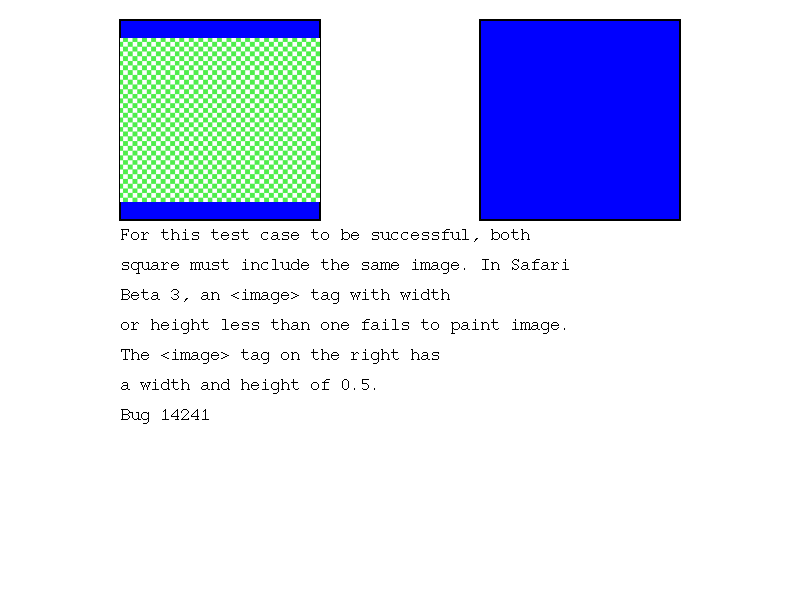 For this test case to be successful, both
square must include the same image. In Safari
Beta 3, an <image> tag with width
or height less than one fails to paint image.
The <image> tag on the right has
a width and height of 0.5.
Bug 14241